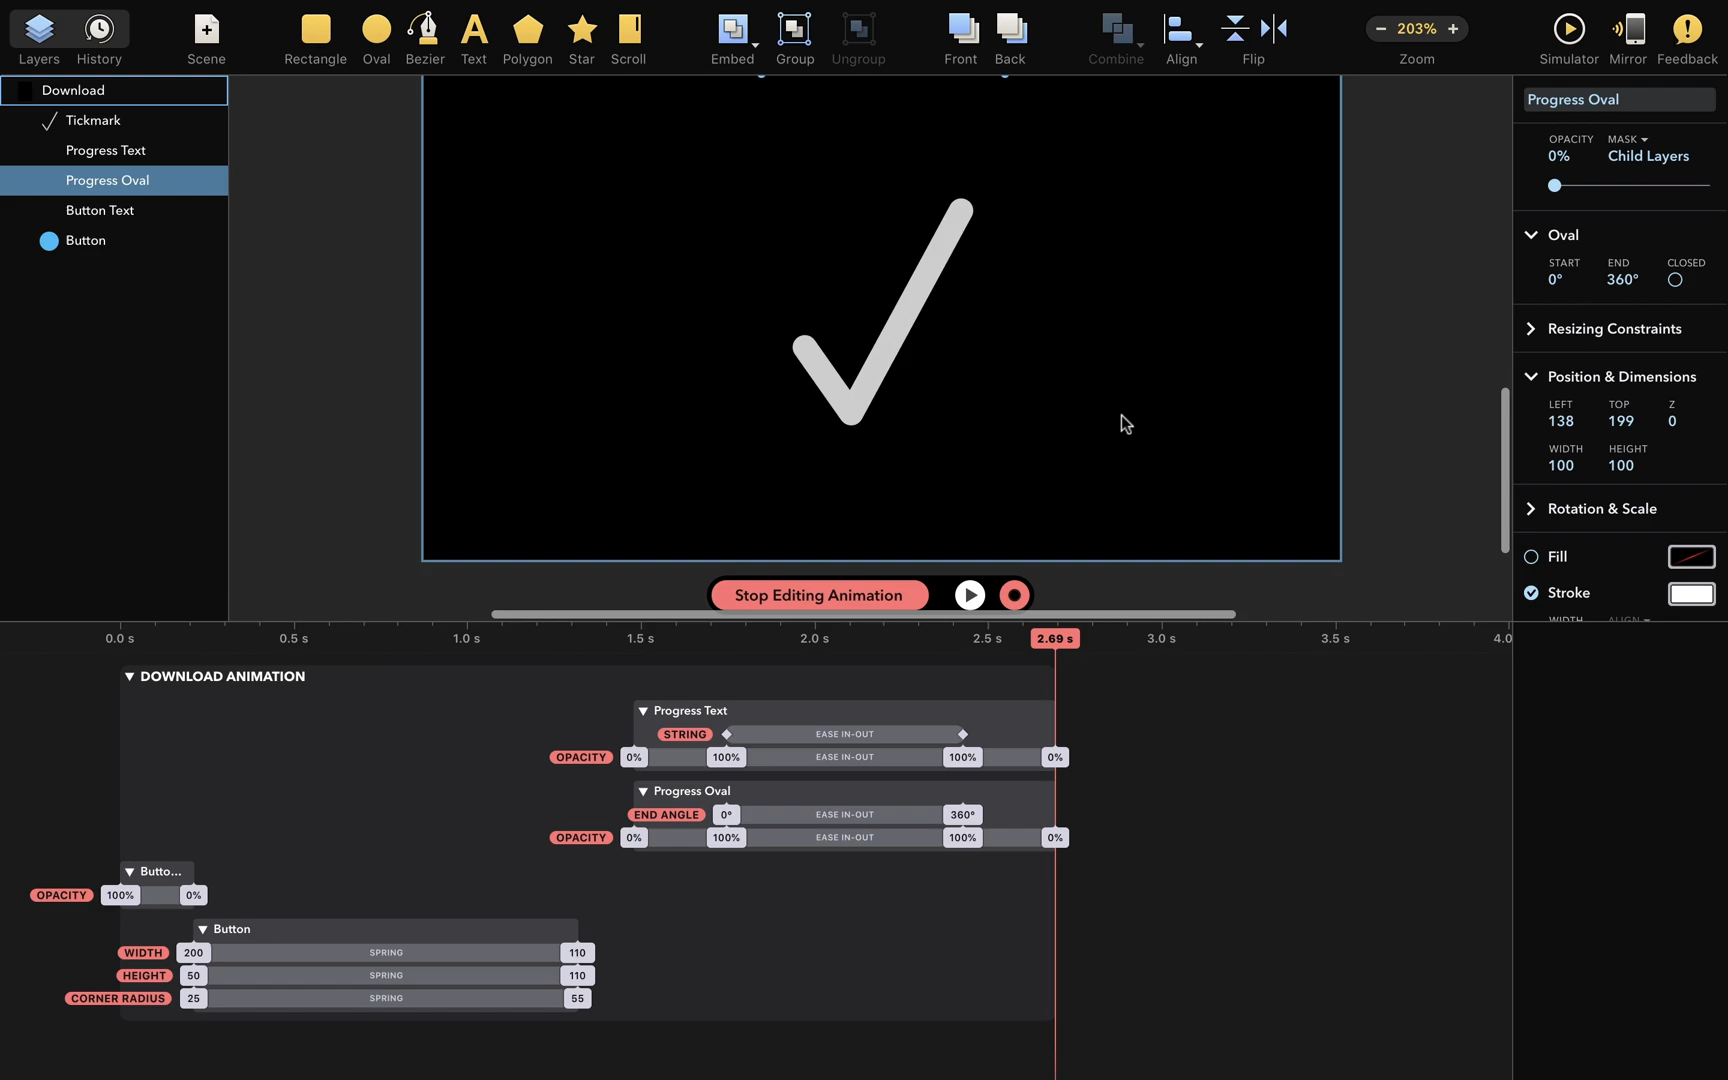 Layers History Scene Rectangle Oval Bezier Text Polygon Star Scroll Embed Group Ungroup Front Back Combine Align Flip 203% Zoom Simulator Mirror Feedback
Download
Tickmark
Progress Text
Progress Oval
Button Text
Button
Progress Oval
OPACITY MASK
0% Child Layers
Oval
START END CLOSED
0° 360°
Resizing Constraints
Position & Dimensions
LEFT TOP Z
138 199 0
WIDTH HEIGHT
100 100
Rotation & Scale
Fill
Stroke
WIDTH ALIGN
Stop Editing Animation
0.0 s 0.5 s 1.0 s 1.5 s 2.0 s 2.5 s 2.69 s 3.0 s 3.5 s 4.0
DOWNLOAD ANIMATION
Progress Text
STRING EASE IN-OUT
OPACITY 0% 100% EASE IN-OUT 100% 0%
Progress Oval
END ANGLE 0° EASE IN-OUT 360°
OPACITY 0% 100% EASE IN-OUT 100% 0%
Butto...
OPACITY 100% 0%
Button
WIDTH 200 SPRING 110
HEIGHT 50 SPRING 110
CORNER RADIUS 25 SPRING 55